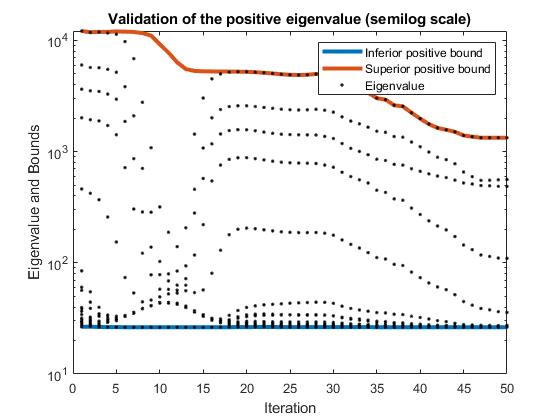 Validation of the positive eigenvalue (semilog scale)
Inferior positive bound
Superior positive bound
Eigenvalue
Eigenvalue and Bounds
10^4
10^3
10^2
10^1
0 5 10 15 20 25 30 35 40 45 50
Iteration